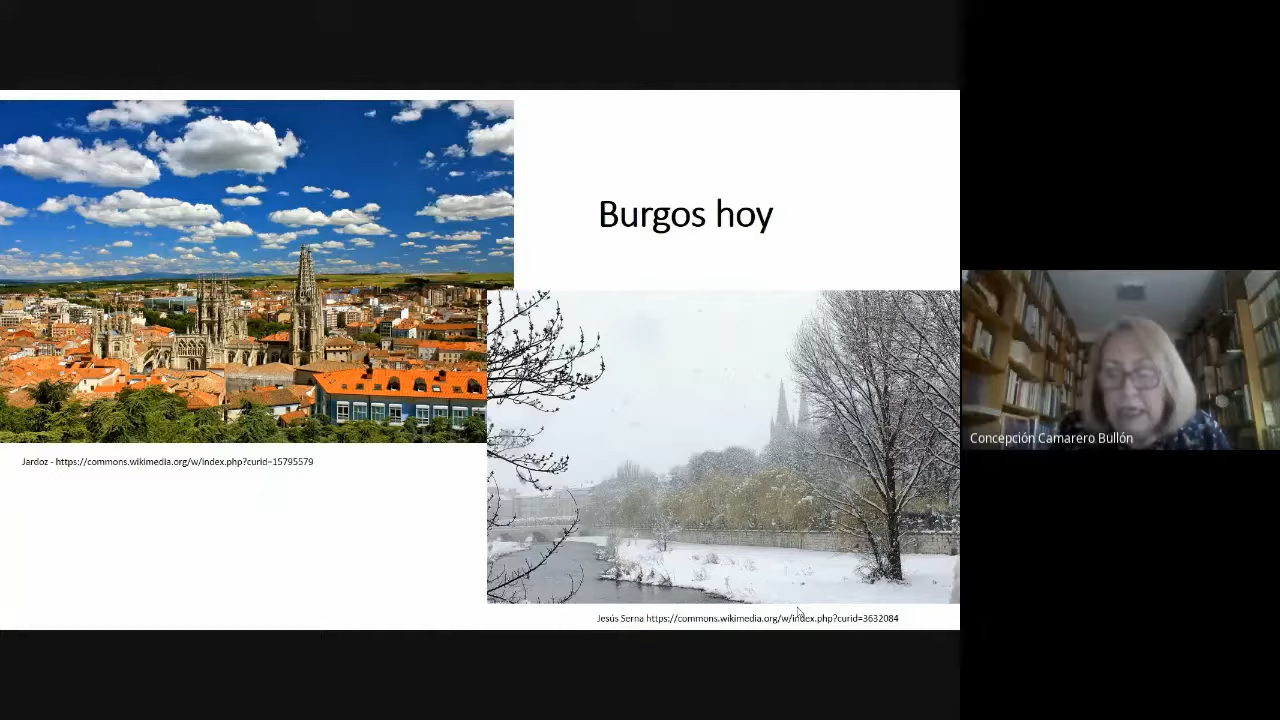 Burgos hoy
Jardoz - https://commons.wikimedia.org/w/index.php?curid=15795579
Concepción Camarero Bullón
Jesús Serna https://commons.wikimedia.org/w/index.php?curid=3632084